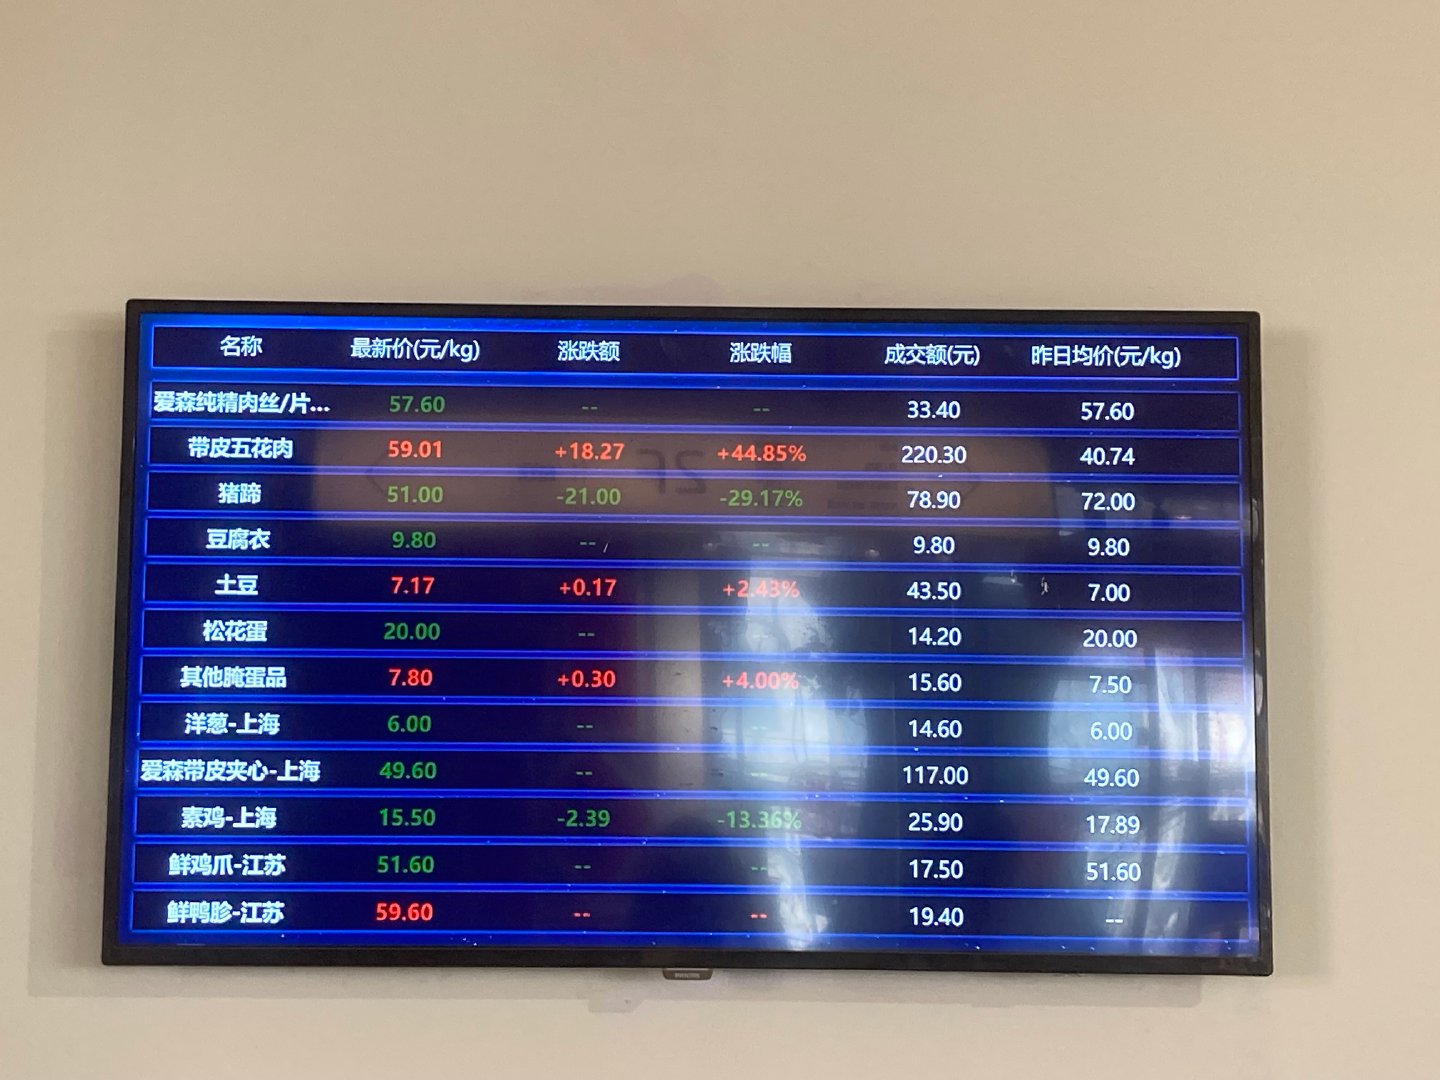 名称 最新价(元/kg) 涨跌额 涨跌幅 成交额(元) 昨日均价(元/kg)
爱森纯精肉丝/片... 57.60 -- -- 33.40 57.60
带皮五花肉 59.01 +18.27 +44.85% 220.30 40.74
猪蹄 51.00 -21.00 -29.17% 78.90 72.00
豆腐衣 9.80 -- -- 9.80 9.80
土豆 7.17 +0.17 +2.43% 43.50 7.00
松花蛋 20.00 -- -- 14.20 20.00
其他腌蛋品 7.80 +0.30 +4.00% 15.60 7.50
洋葱-上海 6.00 -- -- 14.60 6.00
爱森带皮夹心-上海 49.60 -- -- 117.00 49.60
素鸡-上海 15.50 -2.39 -13.36% 25.90 17.89
鲜鸡爪-江苏 51.60 -- -- 17.50 51.60
鲜鸭胗-江苏 59.60 -- -- 19.40 --